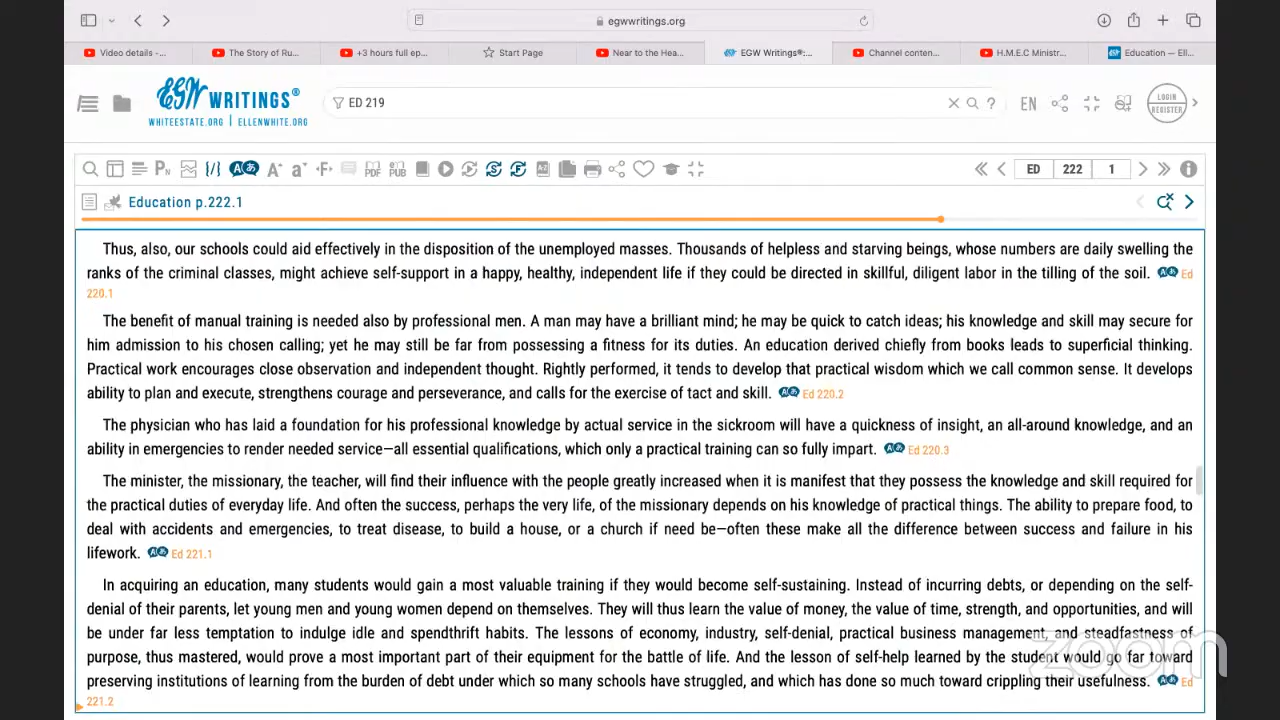 egwwritings.org
Video details -...
The Story of Ru...
+3 hours full ep...
Start Page
Near to the Hea...
EGW Writings®:...
Channel conten...
H.M.E.C Ministr...
Education — Ell...
EGW WRITINGS®
WHITEESTATE.ORG | ELLENWHITE.ORG
ED 219
EN
LOGIN
REGISTER
ED 222 1
Education p.222.1
Thus, also, our schools could aid effectively in the disposition of the unemployed masses. Thousands of helpless and starving beings, whose numbers are daily swelling the
ranks of the criminal classes, might achieve self-support in a happy, healthy, independent life if they could be directed in skillful, diligent labor in the tilling of the soil. Ed
220.1
The benefit of manual training is needed also by professional men. A man may have a brilliant mind; he may be quick to catch ideas; his knowledge and skill may secure for
him admission to his chosen calling; yet he may still be far from possessing a fitness for its duties. An education derived chiefly from books leads to superficial thinking.
Practical work encourages close observation and independent thought. Rightly performed, it tends to develop that practical wisdom which we call common sense. It develops
ability to plan and execute, strengthens courage and perseverance, and calls for the exercise of tact and skill. Ed 220.2
The physician who has laid a foundation for his professional knowledge by actual service in the sickroom will have a quickness of insight, an all-around knowledge, and an
ability in emergencies to render needed service—all essential qualifications, which only a practical training can so fully impart. Ed 220.3
The minister, the missionary, the teacher, will find their influence with the people greatly increased when it is manifest that they possess the knowledge and skill required for
the practical duties of everyday life. And often the success, perhaps the very life, of the missionary depends on his knowledge of practical things. The ability to prepare food, to
deal with accidents and emergencies, to treat disease, to build a house, or a church if need be—often these make all the difference between success and failure in his
lifework. Ed 221.1
In acquiring an education, many students would gain a most valuable training if they would become self-sustaining. Instead of incurring debts, or depending on the self-
denial of their parents, let young men and young women depend on themselves. They will thus learn the value of money, the value of time, strength, and opportunities, and will
be under far less temptation to indulge idle and spendthrift habits. The lessons of economy, industry, self-denial, practical business management, and steadfastness of
purpose, thus mastered, would prove a most important part of their equipment for the battle of life. And the lesson of self-help learned by the student would go far toward
preserving institutions of learning from the burden of debt under which so many schools have struggled, and which has done so much toward crippling their usefulness. Ed
221.2
zoom